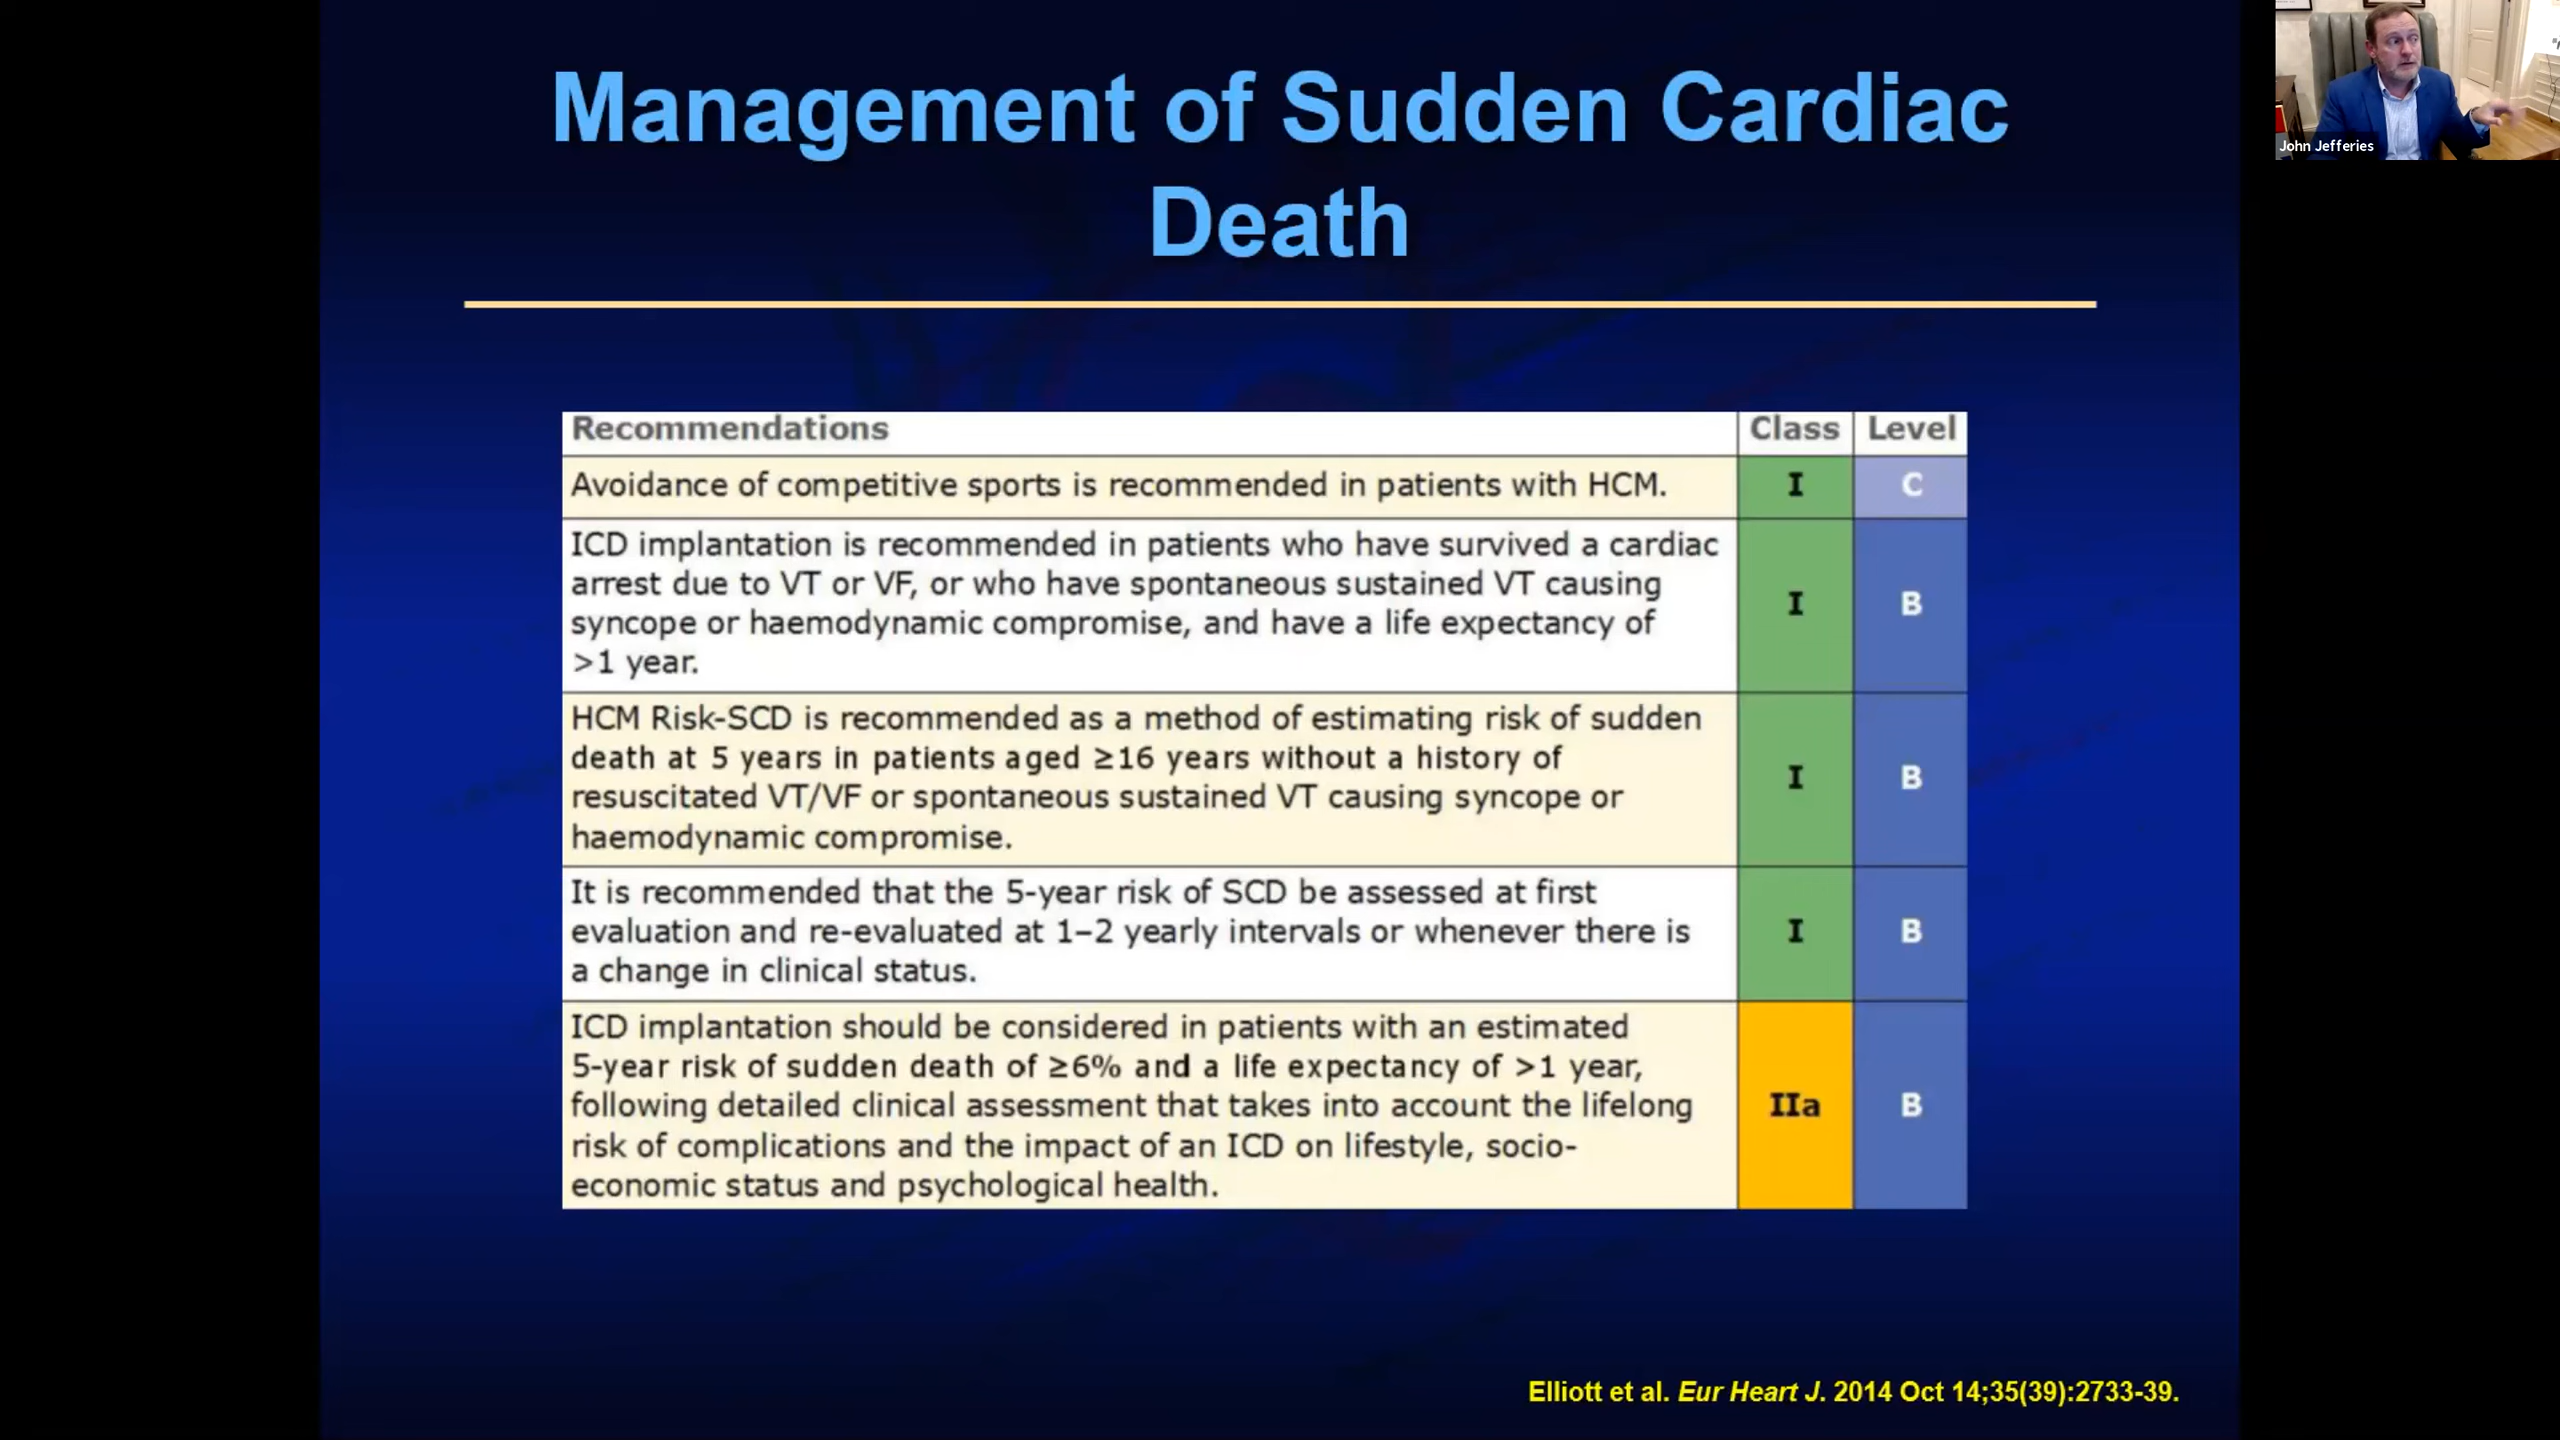 Management of Sudden Cardiac
Death
John Jefferies
Recommendations Class Level
Avoidance of competitive sports is recommended in patients with HCM. I C
ICD implantation is recommended in patients who have survived a cardiac
arrest due to VT or VF, or who have spontaneous sustained VT causing
syncope or haemodynamic compromise, and have a life expectancy of
>1 year.
I B
HCM Risk-SCD is recommended as a method of estimating risk of sudden
death at 5 years in patients aged ≥16 years without a history of
resuscitated VT/VF or spontaneous sustained VT causing syncope or
haemodynamic compromise.
I B
It is recommended that the 5-year risk of SCD be assessed at first
evaluation and re-evaluated at 1–2 yearly intervals or whenever there is
a change in clinical status.
I B
ICD implantation should be considered in patients with an estimated
5-year risk of sudden death of ≥6% and a life expectancy of >1 year,
following detailed clinical assessment that takes into account the lifelong
risk of complications and the impact of an ICD on lifestyle, socio-
economic status and psychological health.
IIa B
Elliott et al. Eur Heart J. 2014 Oct 14;35(39):2733-39.